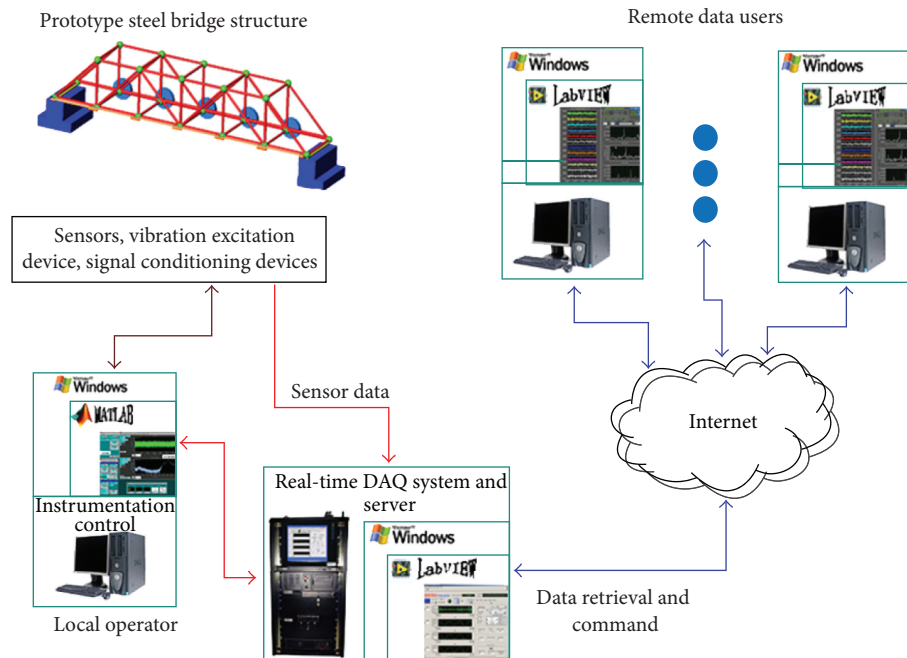 Prototype steel bridge structure
Remote data users
Windows
LabVIEW
Windows
LabVIEW
Sensors, vibration excitation
device, signal conditioning devices
Windows
MATLAB
Instrumentation
control
Local operator
Sensor data
Real-time DAQ system and
server
Windows
LabVIEW
Internet
Data retrieval and
command